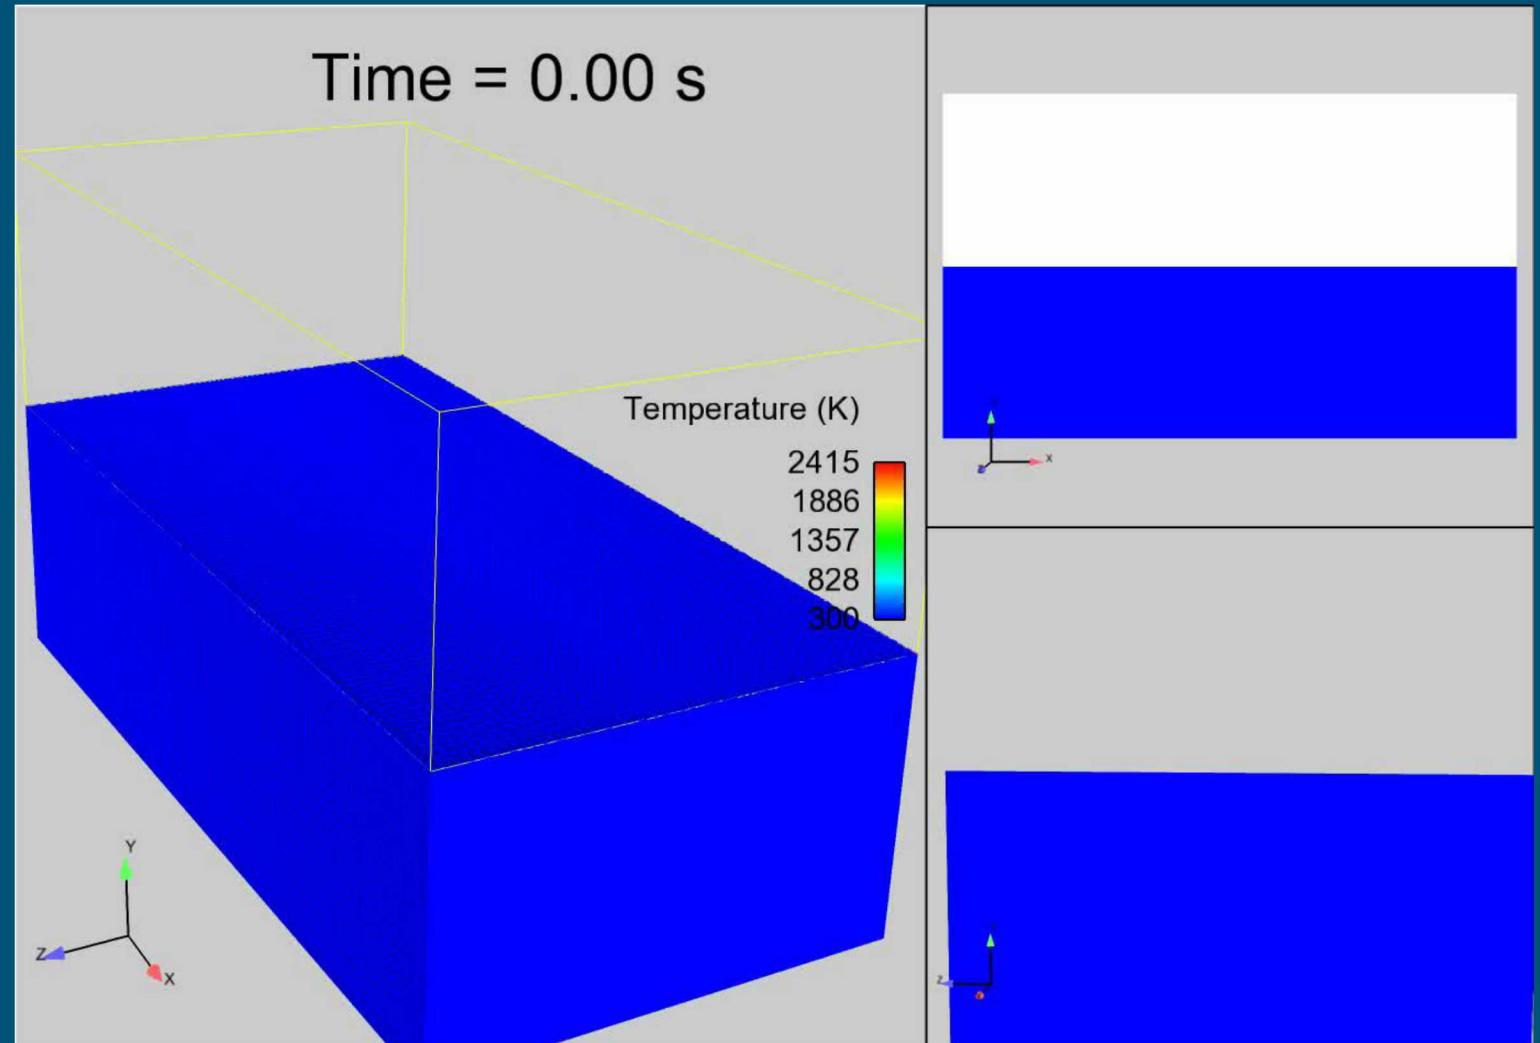 Time = 0.00 s
Temperature (K)
2415
1886
1357
828
300
Y
Z
X
X
Z